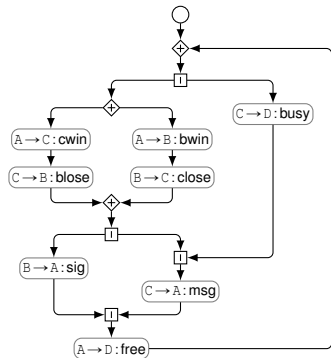 C→D:busy
A→C:cwin A→B:bwin
C→B:blose B→C:close
B→A:sig
C→A:msg
A→D:free